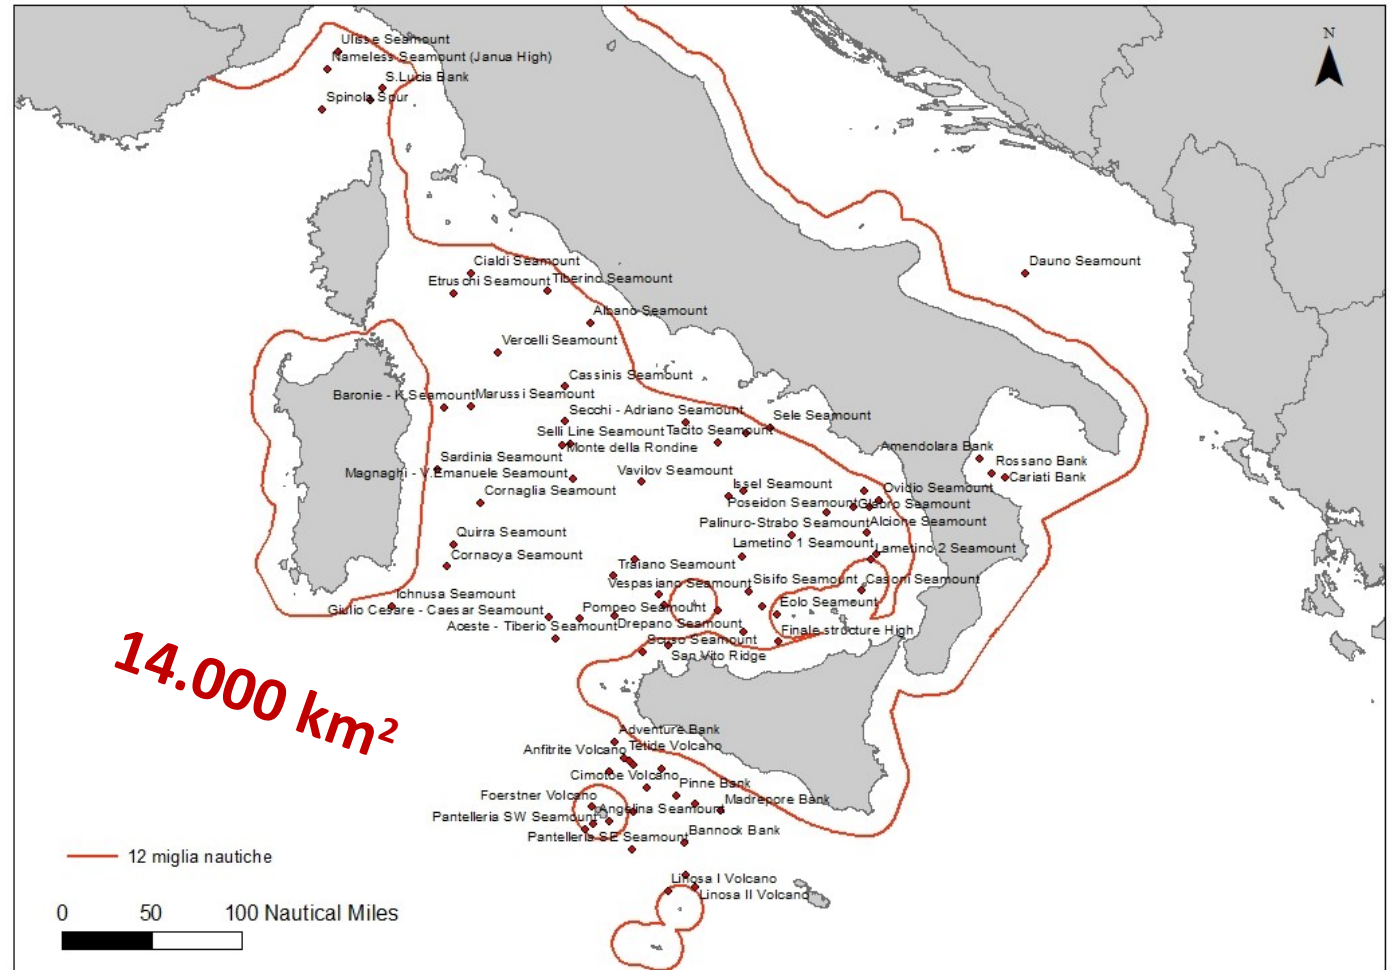 N
Ulisse Seamount
Nameless Seamount (Janua High)
S.Lucia Bank
Spinola Spur
Dauno Seamount
Cialdi Seamount
Etruschi Seamount
Tiberino Seamount
Albano Seamount
Vercelli Seamount
Cassinis Seamount
Baronie - K Seamount
Marussi Seamount
Secchi - Adriano Seamount
Sele Seamount
Selli Line Seamount
Tacito Seamount
Monte della Rondine
Amendolara Bank
Sardinia Seamount
Rossano Bank
Magnaghi - V.Emanuele Seamount
Vavilov Seamount
Cariati Bank
Cornaglia Seamount
Issel Seamount
Ovidio Seamount
Poseidon Seamount
Glabro Seamount
Palinuro-Strabo Seamount
Alcione Seamount
Quirra Seamount
Lametino 1 Seamount
Lametino 2 Seamount
Cornacya Seamount
Traiano Seamount
Vespasiano Seamount
Sisifo Seamount
Casoni Seamount
Ichnusa Seamount
Giulio Cesare - Caesar Seamount
Pompeo Seamount
Eolo Seamount
Aceste - Tiberio Seamount
Drepano Seamount
Finale structure High
Scuso Seamount
San Vito Ridge
14.000 km²
Adventure Bank
Anfitrite Volcano
Tetide Volcano
Cimotoe Volcano
Pinne Bank
Foerstner Volcano
Madrepore Bank
Angelina Seamount
Pantelleria SW Seamount
Pantelleria SE Seamount
Bannock Bank
12 miglia nautiche
Linosa I Volcano
Linosa II Volcano
0 50 100 Nautical Miles